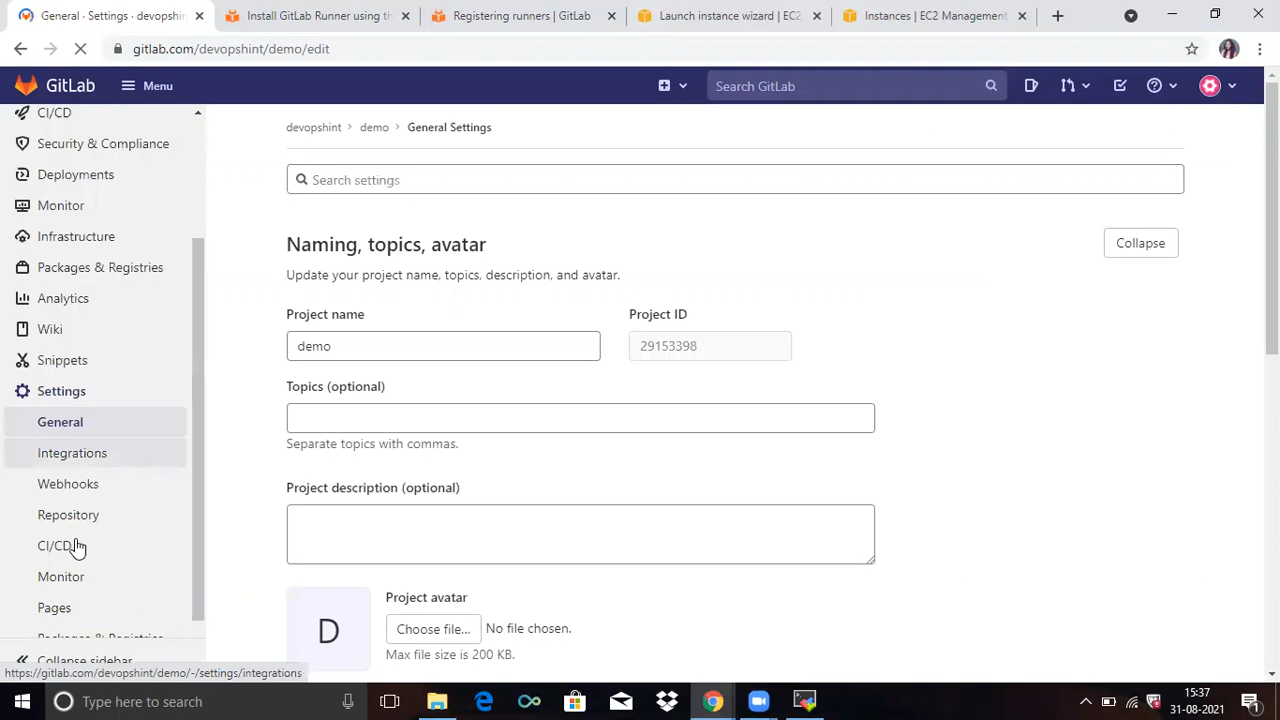 General · Settings · devopshint
Install GitLab Runner using th
Registering runners | GitLab
Launch instance wizard | EC2
Instances | EC2 Management
gitlab.com/devopshint/demo/edit
GitLab
Menu
Search GitLab
CI/CD
Security & Compliance
Deployments
Monitor
Infrastructure
Packages & Registries
Analytics
Wiki
Snippets
Settings
General
Integrations
Webhooks
Repository
CI/CD
Monitor
Pages
Packages & Registries
Collapse sidebar
devopshint › demo › General Settings
Search settings
Naming, topics, avatar
Collapse
Update your project name, topics, description, and avatar.
Project name
Project ID
demo
29153398
Topics (optional)
Separate topics with commas.
Project description (optional)
D
Project avatar
Choose file... No file chosen.
Max file size is 200 KB.
https://gitlab.com/devopshint/demo/-/settings/integrations
Type here to search
15:37
31-08-2021
1